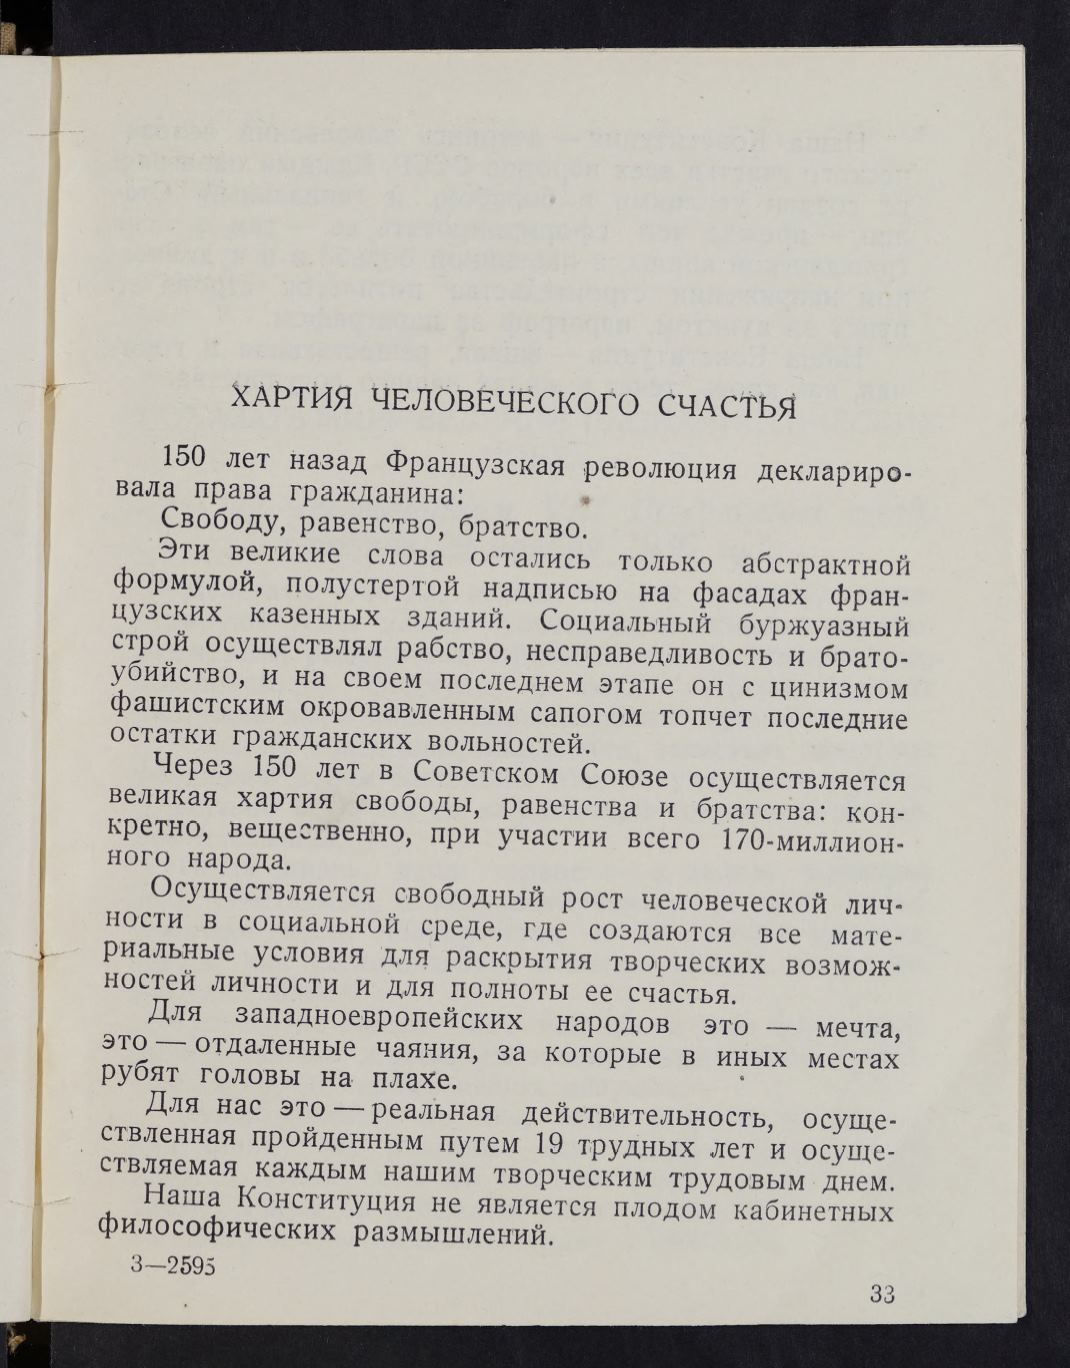 ХАРТИЯ ЧЕЛОВЕЧЕСКОГО СЧАСТЬЯ
150 лет назад Французская революция деклариро-
вала права гражданина:
Свободу, равенство, братство.
Эти великие слова остались только абстрактной
формулой, полустертой надписью на фасадах фран-
цузских казенных зданий. Социальный буржуазный
строй осуществлял рабство, несправедливость и брато-
убийство, и на своем последнем этапе он с цинизмом
фашистским окровавленным сапогом топчет последние
остатки гражданских вольностей.
Через 150 лет в Советском Союзе осуществляется
великая хартия свободы, равенства и братства: кон-
кретно, вещественно, при участии всего 170-миллион-
ного народа.
Осуществляется свободный рост человеческой лич-
ности в социальной среде, где создаются все мате-
риальные условия для раскрытия творческих возмож-
ностей личности и для полноты ее счастья.
Для западноевропейских народов это — мечта,
это — отдаленные чаяния, за которые в иных местах
рубят головы на плахе.
Для нас это — реальная действительность, осуще-
ствленная пройденным путем 19 трудных лет и осуще-
ствляемая каждым нашим творческим трудовым днем.
Наша Конституция не является плодом кабинетных
философических размышлений.
3—2595
33